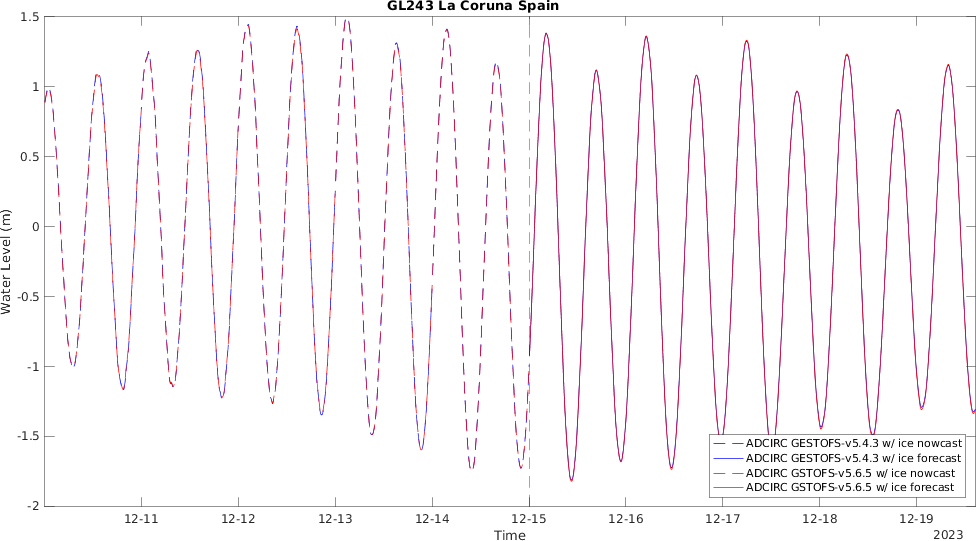 GL243 La Coruna Spain
1.5
1
0.5
0
-0.5
-1
-1.5
-2
Water Level (m)
ADCIRC GESTOFS-v5.4.3 w/ ice nowcast
ADCIRC GESTOFS-v5.4.3 w/ ice forecast
ADCIRC GSTOFS-v5.6.5 w/ ice nowcast
ADCIRC GSTOFS-v5.6.5 w/ ice forecast
12-11 12-12 12-13 12-14 12-15 12-16 12-17 12-18 12-19
Time
2023